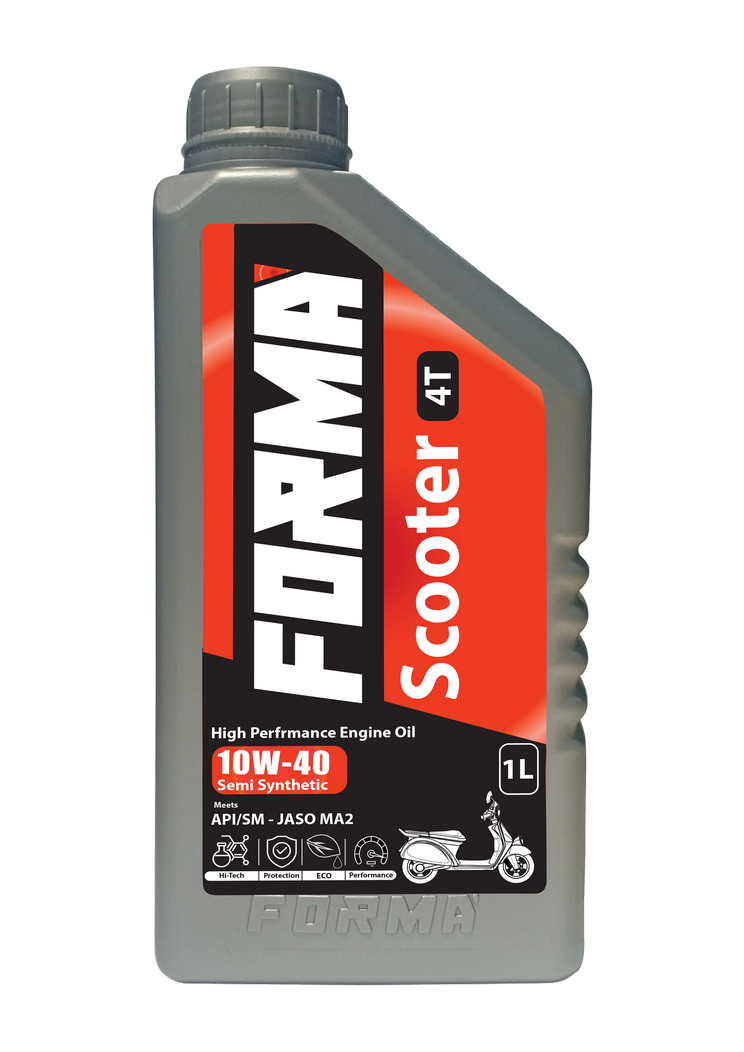 FORMA
Scooter 4T
High Perfrmance Engine Oil
10W-40
Semi Synthetic
1L
Meets
API/SM - JASO MA2
Hi-Tech
Protection
ECO
Performance
FORMA